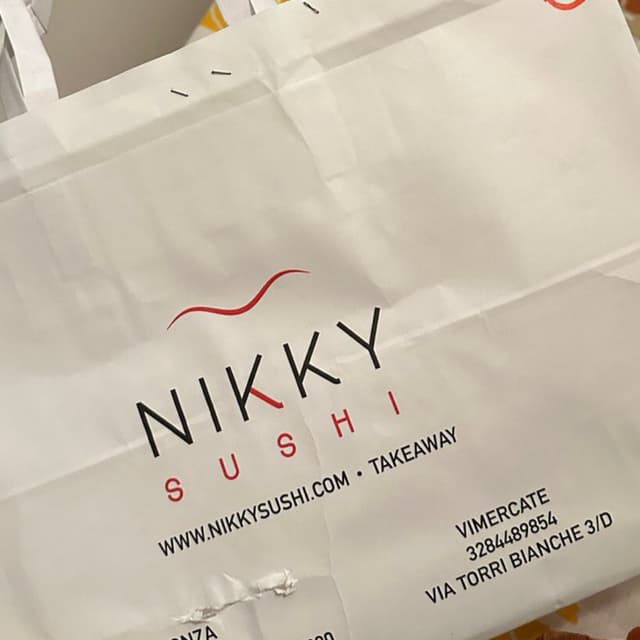 NIKKY
SUSHI
WWW.NIKKYSUSHI.COM • TAKEAWAY
VIMERCATE
3284489854
VIA TORRI BIANCHE 3/D